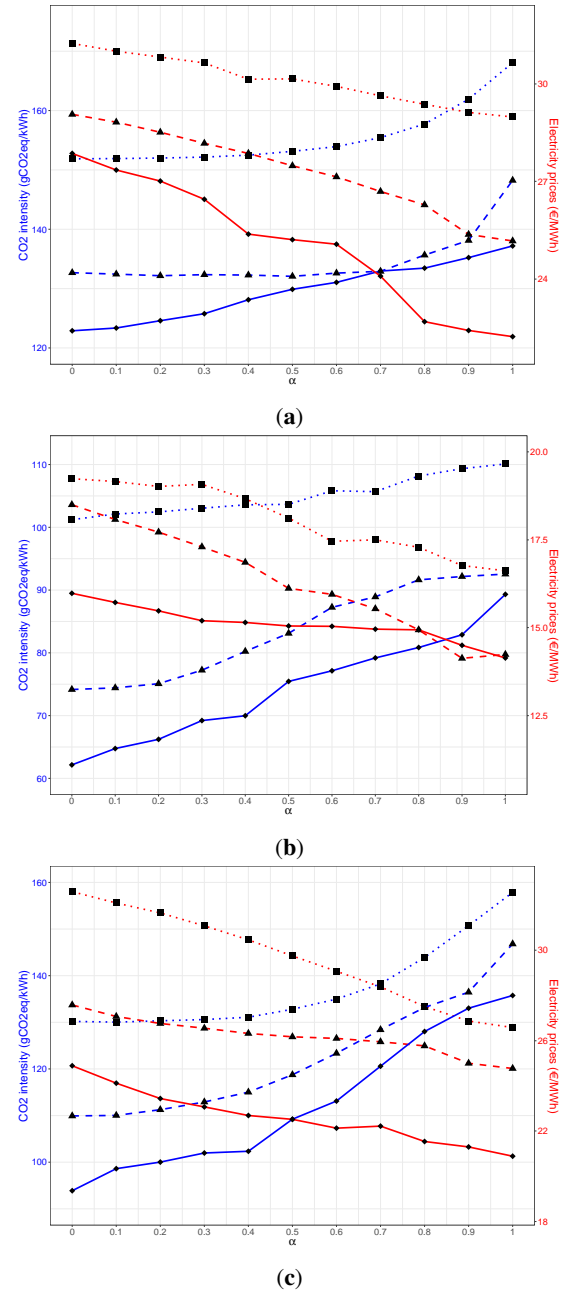 160
140
120
CO2 intensity (gCO2eq/kWh)
30
27
24
Electricity prices (€/MWh)
0 0.1 0.2 0.3 0.4 0.5 0.6 0.7 0.8 0.9 1
α
(a)
110
100
90
80
70
60
CO2 intensity (gCO2eq/kWh)
20.0
17.5
15.0
12.5
Electricity prices (€/MWh)
0 0.1 0.2 0.3 0.4 0.5 0.6 0.7 0.8 0.9 1
α
(b)
160
140
120
100
CO2 intensity (gCO2eq/kWh)
30
26
22
18
Electricity prices (€/MWh)
0 0.1 0.2 0.3 0.4 0.5 0.6 0.7 0.8 0.9 1
α
(c)